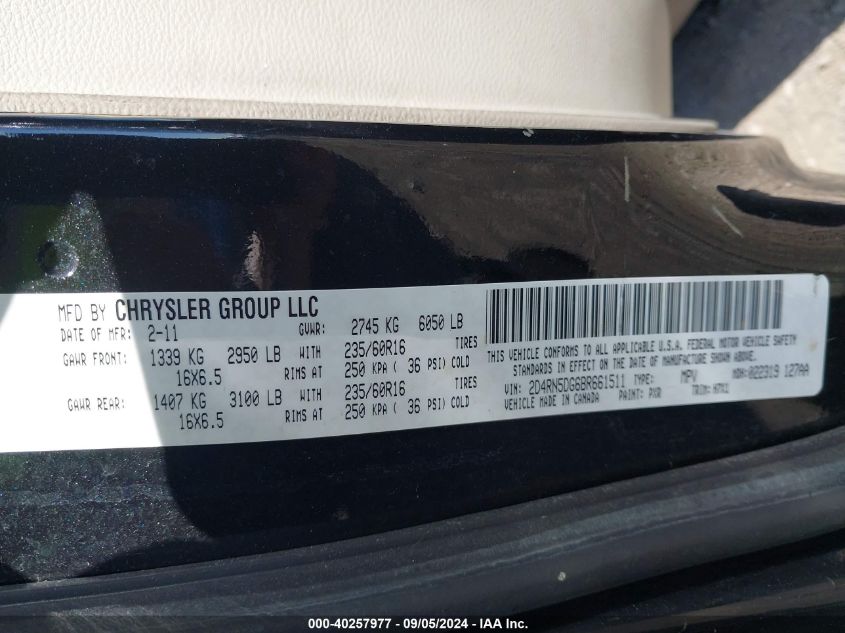 MFD BY CHRYSLER GROUP LLC
DATE OF MFR: 2-11 GVWR: 2745 KG 6050 LB
GAWR FRONT: 1339 KG 2950 LB WITH 235/60R16 TIRES
16X6.5 RIMS AT 250 KPA ( 36 PSI) COLD
GAWR REAR: 1407 KG 3100 LB WITH 235/60R16 TIRES
16X6.5 RIMS AT 250 KPA ( 36 PSI) COLD
THIS VEHICLE CONFORMS TO ALL APPLICABLE U.S.A. FEDERAL MOTOR VEHICLE SAFETY
STANDARDS IN EFFECT ON THE DATE OF MANUFACTURE SHOWN ABOVE.
VIN: 2D4RN5DG6BR661511 TYPE: MPV MDH: 022319 127AA
VEHICLE MADE IN CANADA PAINT: PXR TRIM:
000-40257977 - 09/05/2024 - IAA Inc.